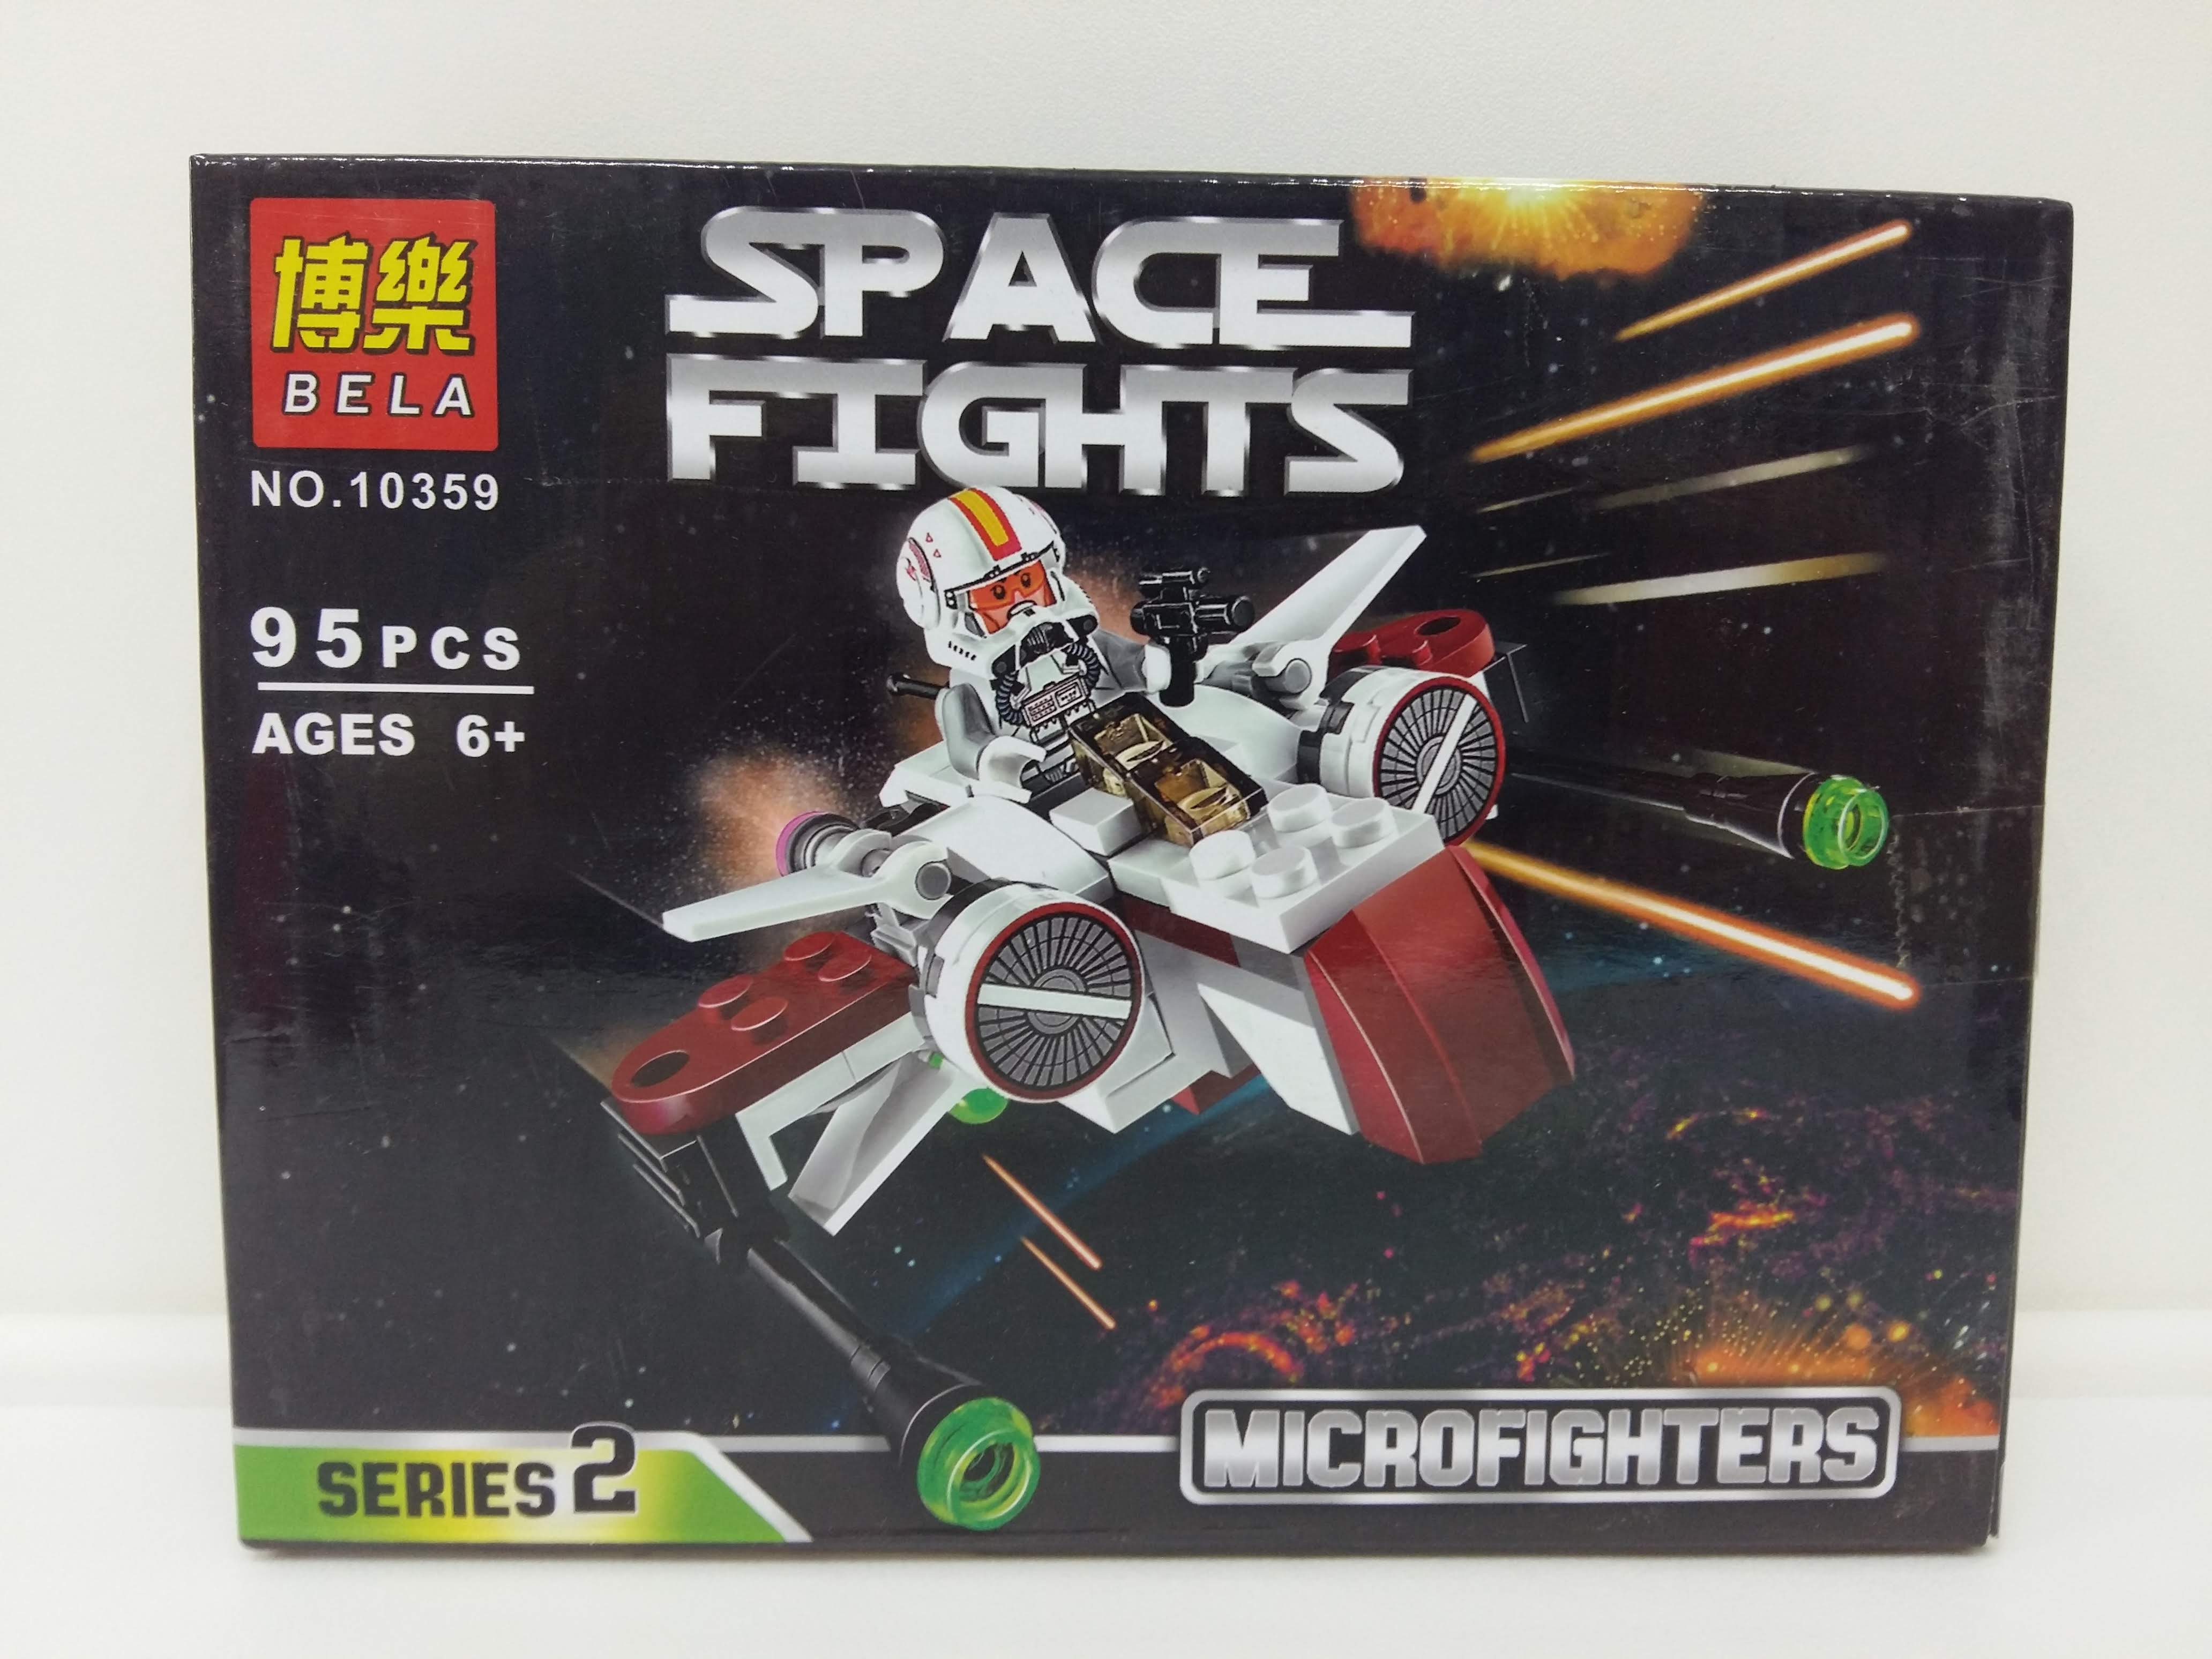 博樂
BELA
NO.10359
SPACE
FIGHTS
95PCS
AGES 6+
SERIES 2
MICROFIGHTERS